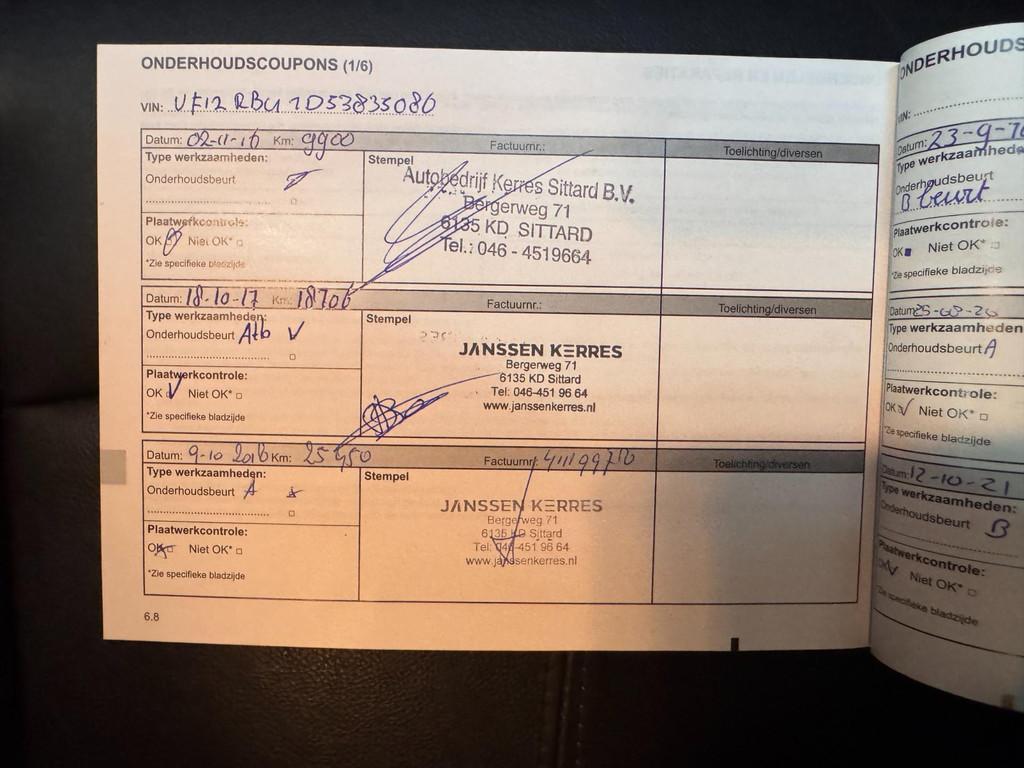 ONDERHOUDSCOUPONS (1/6)
VIN: VF12RBU1D53835086
Datum: 02-11-16 Km: 9900 Factuurnr.: Toelichting/diversen
Type werkzaamheden:
Onderhoudsbeurt
Plaatwerkcontrole:
OK Niet OK*
*Zie specifieke bladzijde
Stempel
Autobedrijf Kerres Sittard B.V.
Bergerweg 71
6135 KD SITTARD
Tel.: 046 - 4519664
Datum: 18-10-17 Km: 18706 Factuurnr.: Toelichting/diversen
Type werkzaamheden:
Onderhoudsbeurt A+b
Plaatwerkcontrole:
OK Niet OK*
*Zie specifieke bladzijde
Stempel
JANSSEN KERRES
Bergerweg 71
6135 KD Sittard
Tel: 046-451 96 64
www.janssenkerres.nl
Datum: 9-10 Km: 25450 Factuurnr.: Toelichting/diversen
Type werkzaamheden:
Onderhoudsbeurt A
Plaatwerkcontrole:
OK Niet OK*
*Zie specifieke bladzijde
Stempel
JANSSEN KERRES
Bergerweg 71
6135 KD Sittard
Tel: 046-451 96 64
www.janssenkerres.nl
6.8
ONDERHOUDS
VIN:
Datum: 23-9-
Type werkzaamhede
Onderhoudsbeurt
B beurt
Plaatwerkcontrole:
OK Niet OK*
*Zie specifieke bladzijde
Datum:
Type werkzaamheden
Onderhoudsbeurt A
Plaatwerkcontrole:
OK Niet OK*
*Zie specifieke bladzijde
Datum: 12-10-21
Type werkzaamheden:
Onderhoudsbeurt B
Plaatwerkcontrole:
OK Niet OK*
*Zie specifieke bladzijde